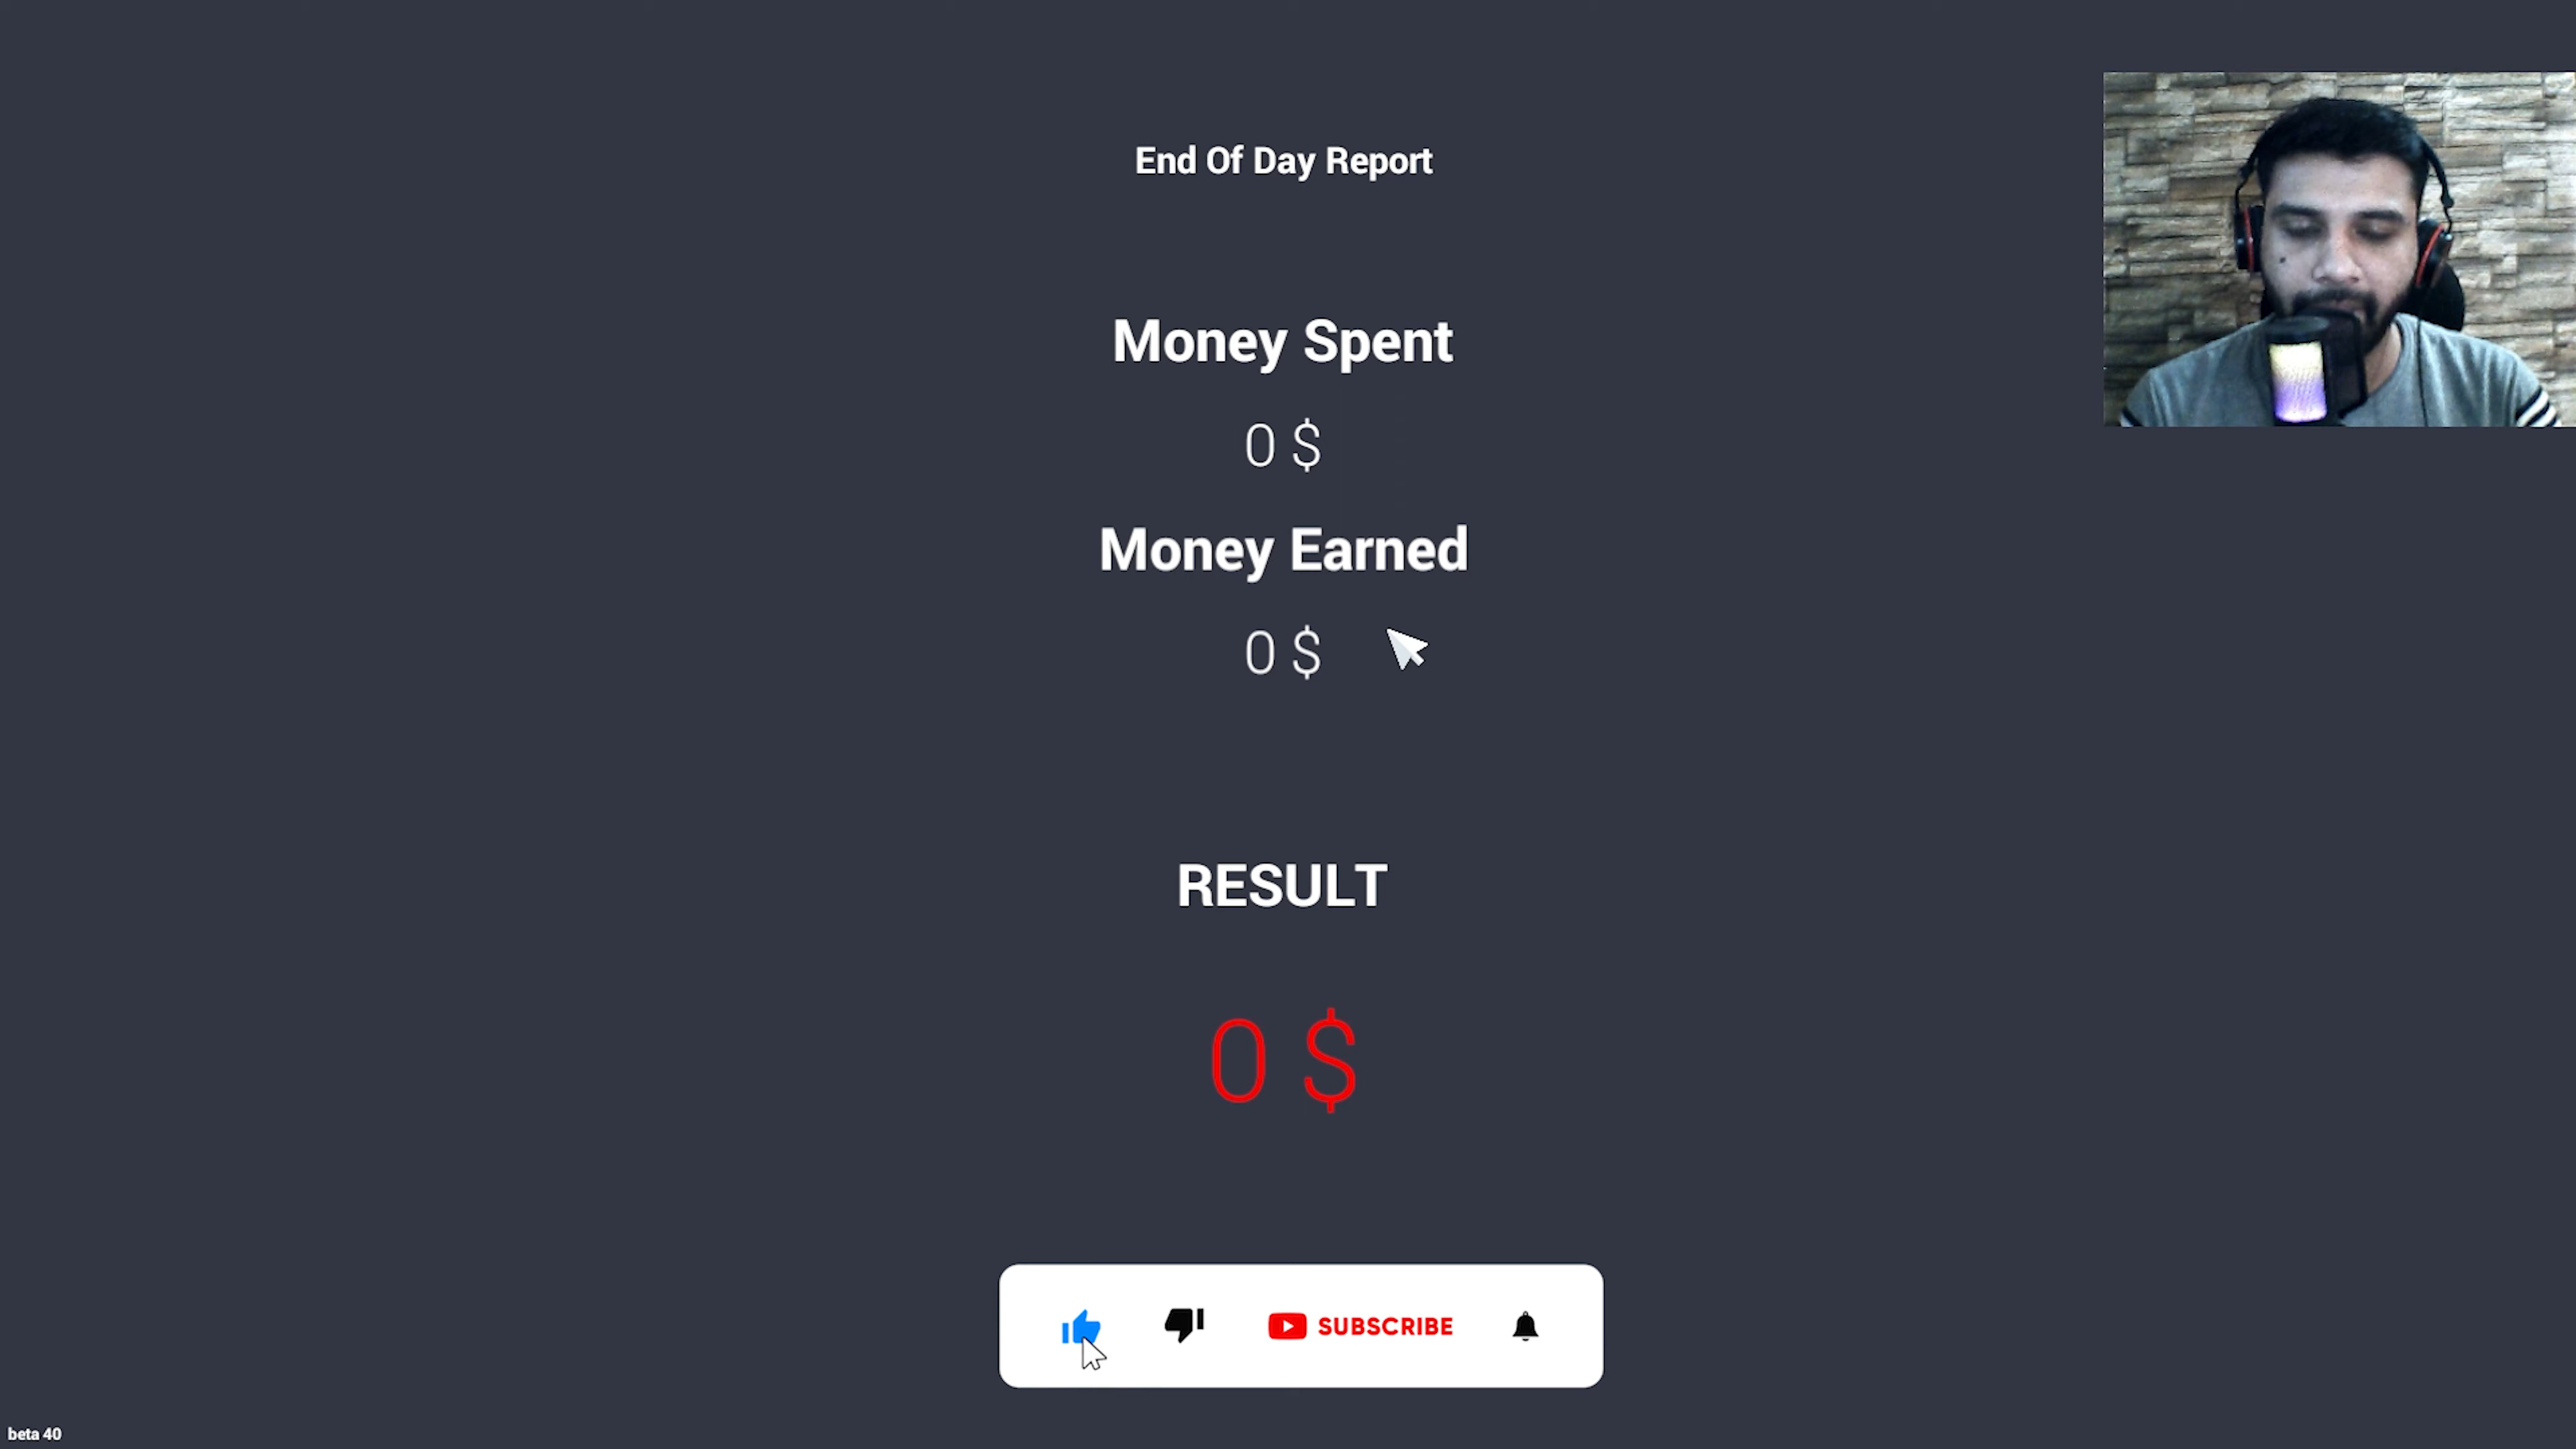 End Of Day Report
Money Spent
0 $
Money Earned
0 $
RESULT
0 $
SUBSCRIBE
beta 40